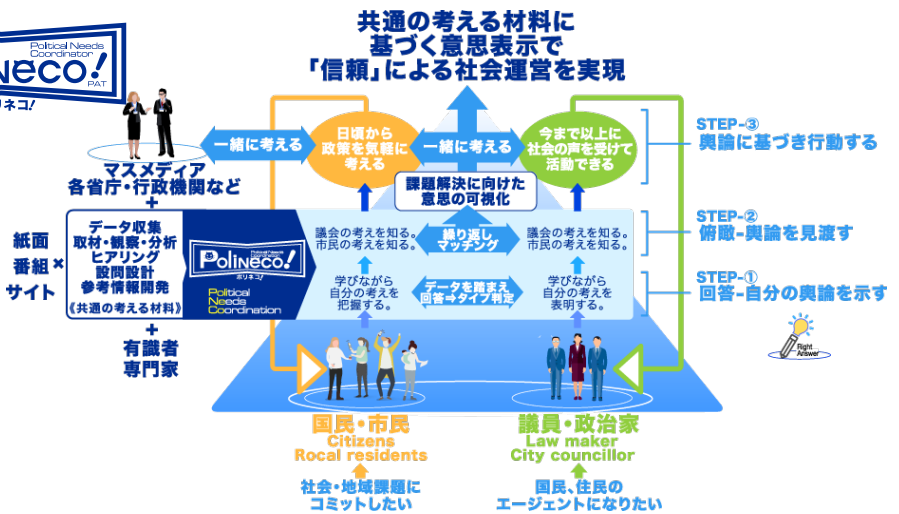 共通の考える材料に
基づく意思表示で
「信頼」による社会運営を実現
Political Needs
Coordinator
Neco!
PAT
リネコ!
マスメディア
各省庁・行政機関など
+
紙面
番組
サイト
×
データ収集
取材・観察・分析
ヒアリング
設問設計
参考情報開発
《共通の考える材料》
+
有識者
専門家
PoliNeco!
ポリネコ!
Political
Needs
Coordination
一緒に考える
日頃から
政策を気軽に
考える
一緒に考える
今まで以上に
社会の声を受けて
活動できる
課題解決に向けた
意思の可視化
議会の考えを知る。
市民の考えを知る。
繰り返し
マッチング
議会の考えを知る。
市民の考えを知る。
学びながら
自分の考えを
把握する。
データを踏まえ
回答→タイプ判定
学びながら
自分の考えを
表明する。
STEP-③
輿論に基づき行動する
STEP-②
俯瞰-輿論を見渡す
STEP-①
回答-自分の輿論を示す
Right
Answer
国民・市民
Citizens
Rocal residents
社会・地域課題に
コミットしたい
議員・政治家
Law maker
City councillor
国民、住民の
エージェントになりたい